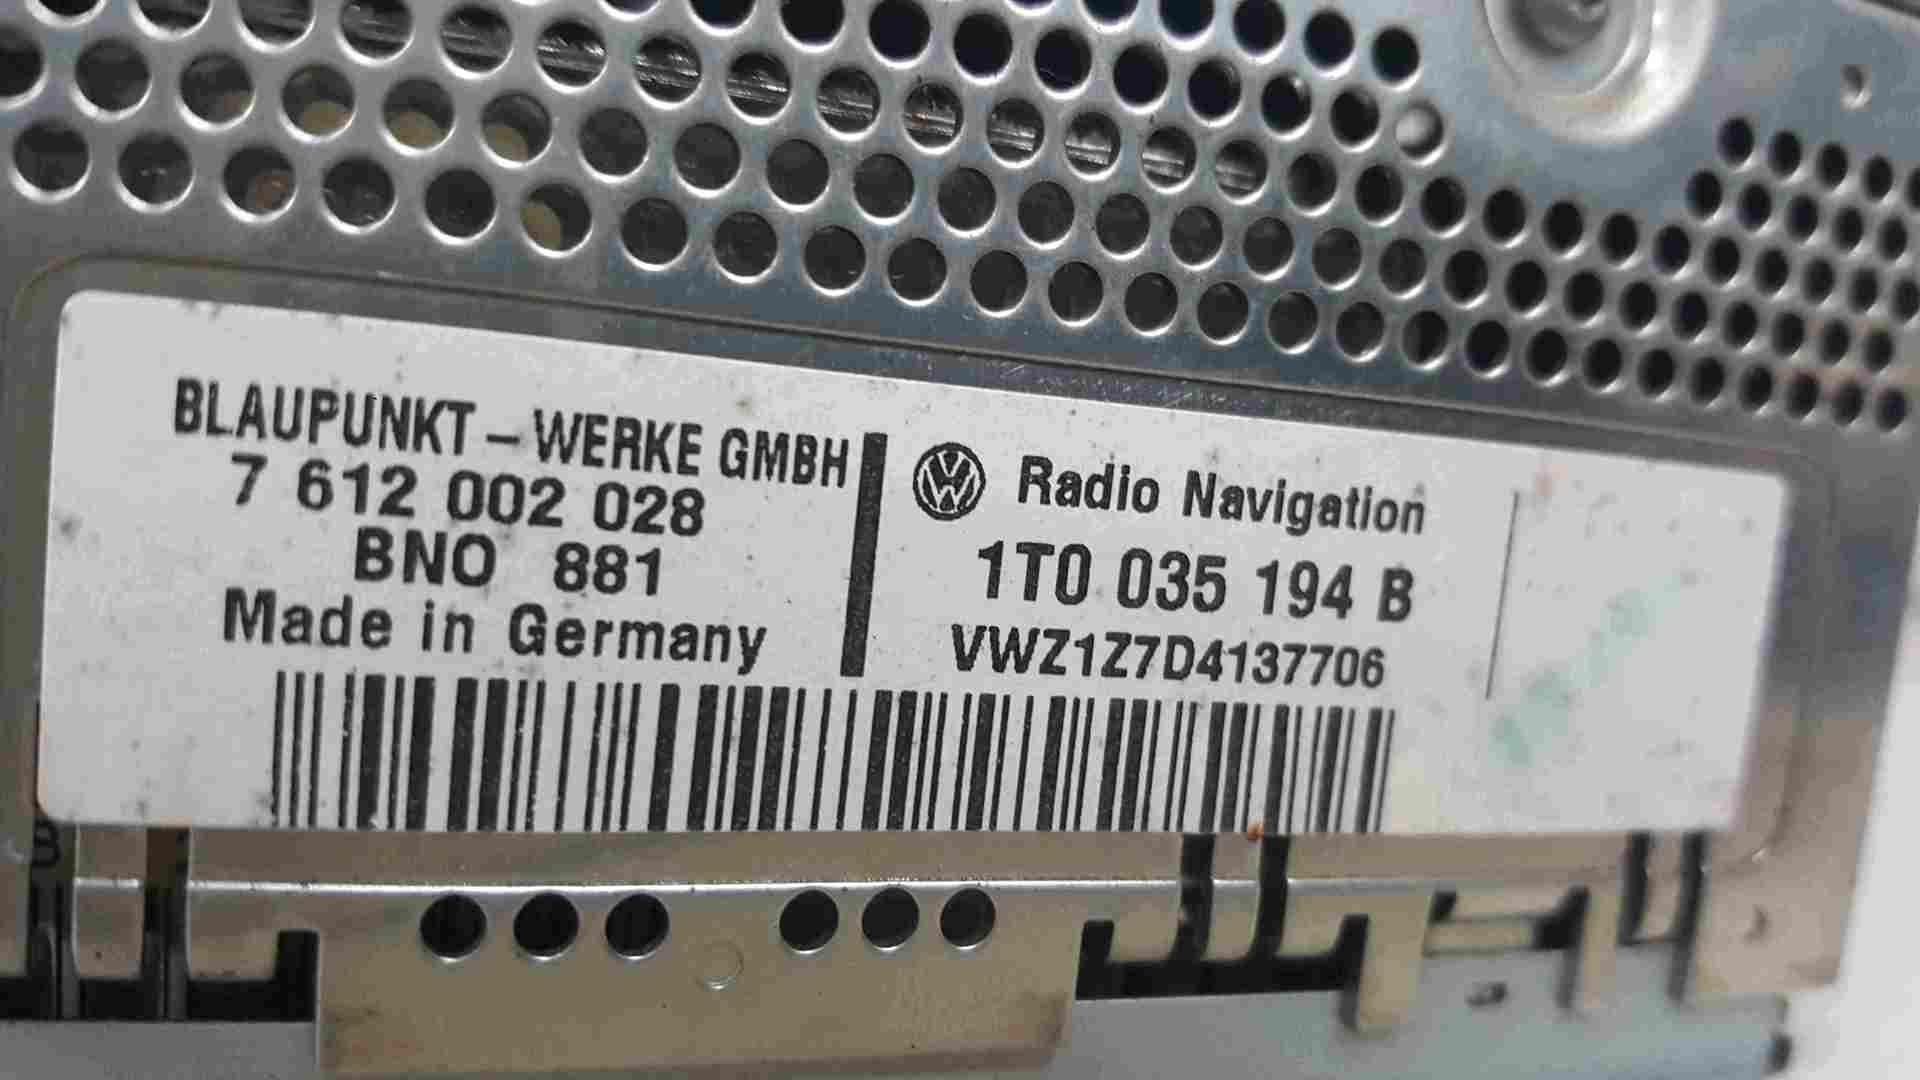 BLAUPUNKT - WERKE GMBH
7 612 002 028
BNO 881
Made in Germany
Radio Navigation
1T0 035 194 B
VWZ1Z7D4137706